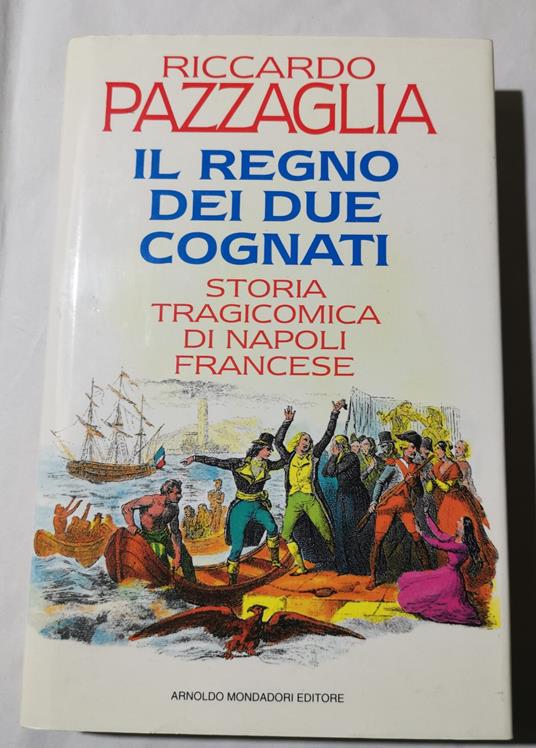 RICCARDO
PAZZAGLIA
IL REGNO
DEI DUE
COGNATI
STORIA
TRAGICOMICA
DI NAPOLI
FRANCESE
ARNOLDO MONDADORI EDITORE